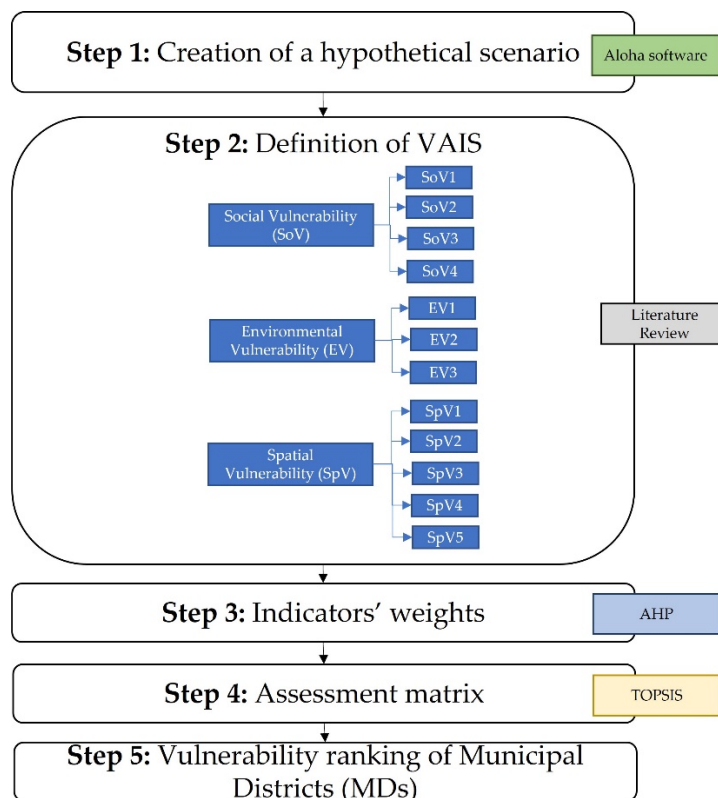 Step 1: Creation of a hypothetical scenario
Aloha software
Step 2: Definition of VAIS
Social Vulnerability
(SoV)
SoV1
SoV2
SoV3
SoV4
Environmental
Vulnerability (EV)
EV1
EV2
EV3
Spatial
Vulnerability (SpV)
SpV1
SpV2
SpV3
SpV4
SpV5
Literature
Review
Step 3: Indicators’ weights
AHP
Step 4: Assessment matrix
TOPSIS
Step 5: Vulnerability ranking of Municipal
Districts (MDs)